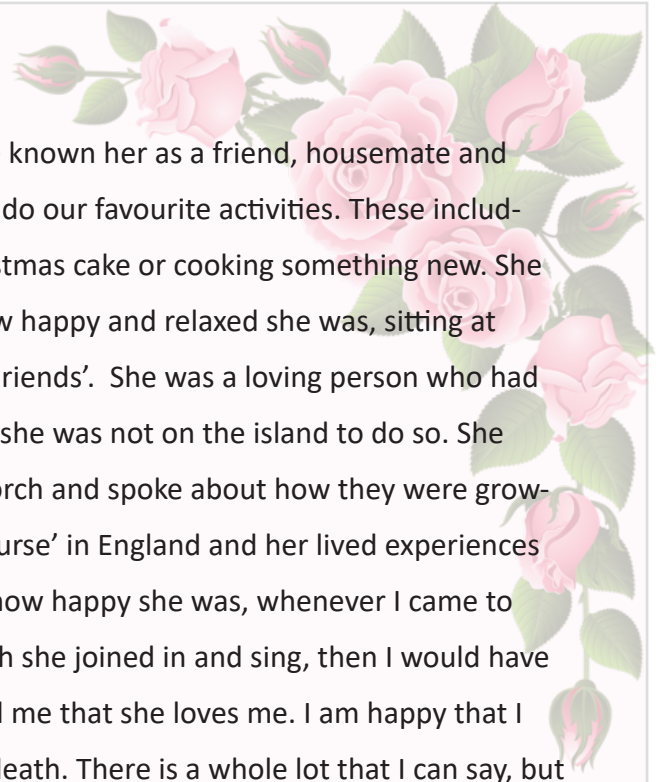 known her as a friend, housemate and
do our favourite activities. These includ-
stmas cake or cooking something new. She
w happy and relaxed she was, sitting at
riends’.  She was a loving person who had
she was not on the island to do so. She
orch and spoke about how they were grow-
urse’ in England and her lived experiences
how happy she was, whenever I came to
h she joined in and sing, then I would have
d me that she loves me. I am happy that I
death. There is a whole lot that I can say, but